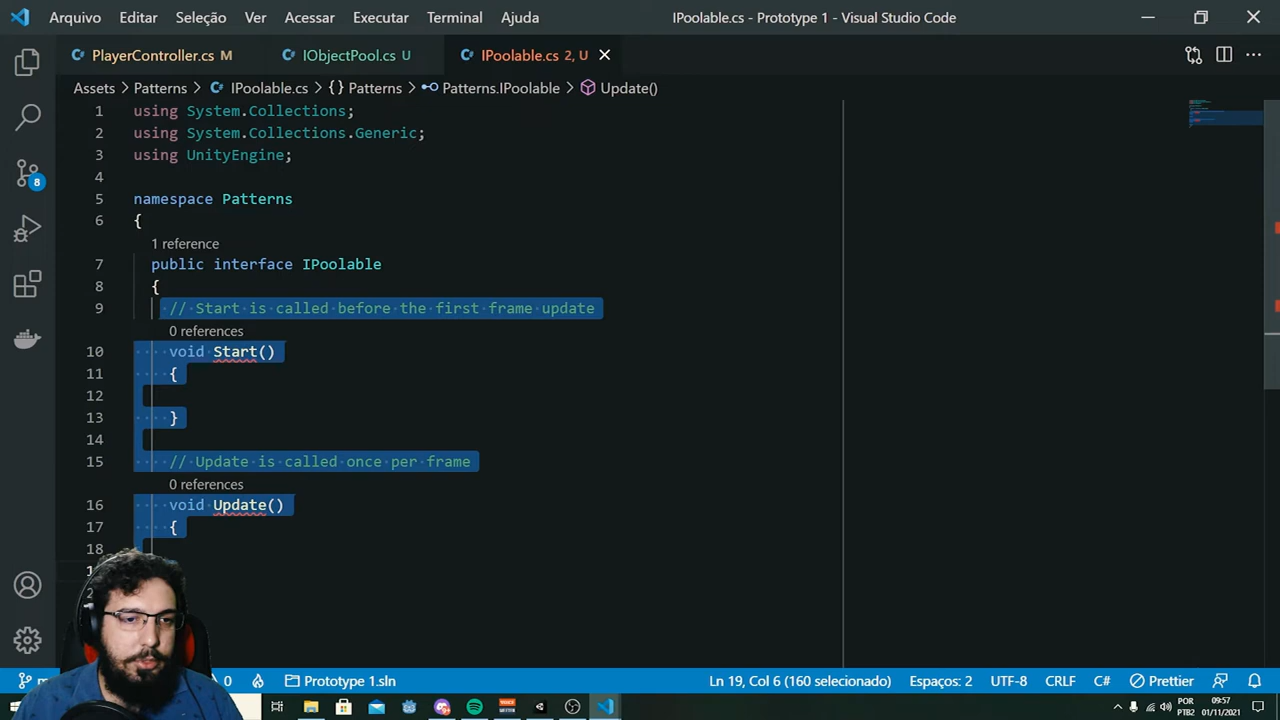 Arquivo Editar Seleção Ver Acessar Executar Terminal Ajuda IPoolable.cs - Prototype 1 - Visual Studio Code
PlayerController.cs M IObjectPool.cs U IPoolable.cs 2, U
Assets > Patterns > IPoolable.cs > {} Patterns > Patterns.IPoolable > Update()
1 using System.Collections;
2 using System.Collections.Generic;
3 using UnityEngine;
4
5 namespace Patterns
6 {
1 reference
7 public interface IPoolable
8 {
9 // Start is called before the first frame update
0 references
10 void Start()
11 {
12
13 }
14
15 // Update is called once per frame
0 references
16 void Update()
17 {
18
8
0 Prototype 1.sln Ln 19, Col 6 (160 selecionado) Espaços: 2 UTF-8 CRLF C# Prettier
POR 09:57
PTB2 01/11/2021